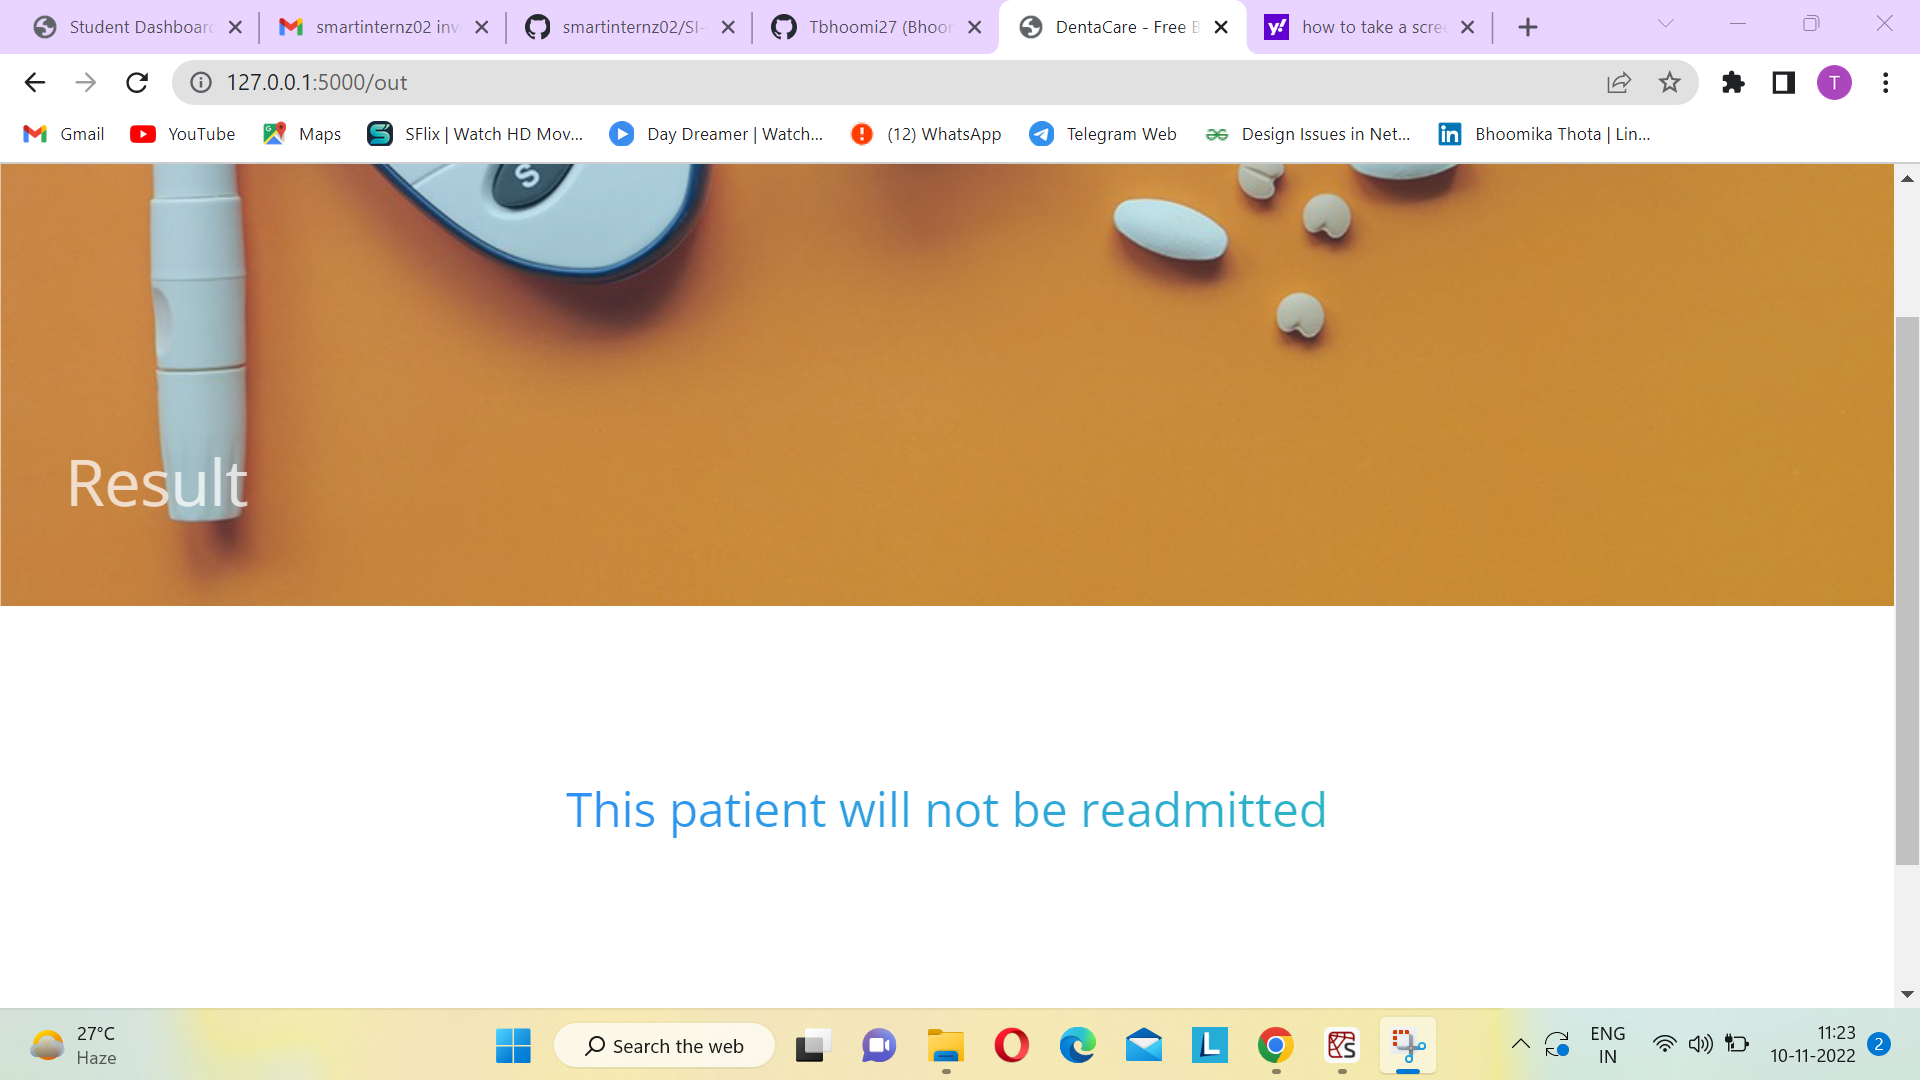 Student Dashboard
smartinternz02 inv
smartinternz02/SI-
Tbhoomi27 (Bhoom
DentaCare - Free B
how to take a scree
127.0.0.1:5000/out
T
Gmail
YouTube
Maps
SFlix | Watch HD Mov...
Day Dreamer | Watch...
(12) WhatsApp
Telegram Web
Design Issues in Net...
Bhoomika Thota | Lin...
S
Result
This patient will not be readmitted
27°C
Haze
Search the web
ENG
IN
11:23
10-11-2022
2